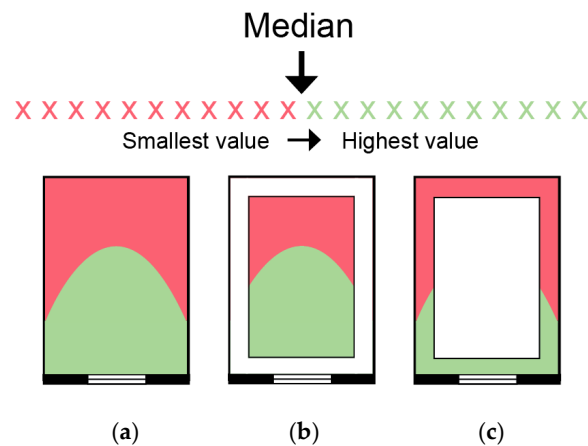 Median
X X X X X X X X X X X X X X X X X X X X X X
Smallest value → Highest value
(a) (b) (c)